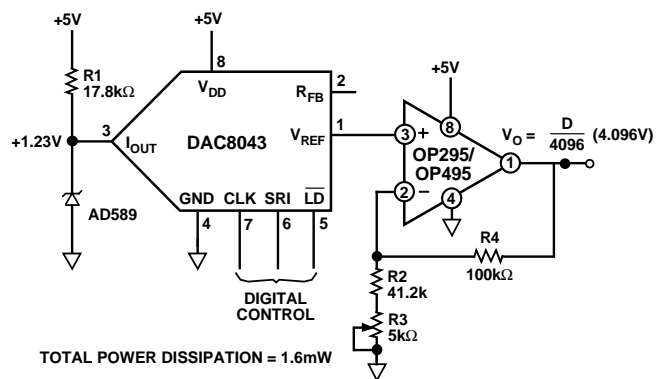 +5V
+5V
R1
17.8kΩ
8
V_DD
2
R_FB
+5V
+1.23V
3
I_OUT
DAC8043
V_REF
1
3
+
8
OP295/
OP495
1
V_O = D/4096 (4.096V)
2
–
4
GND
CLK
SRI
L̅D̅
4
7
6
5
AD589
R4
100kΩ
R2
41.2k
DIGITAL
CONTROL
R3
5kΩ
TOTAL POWER DISSIPATION = 1.6mW